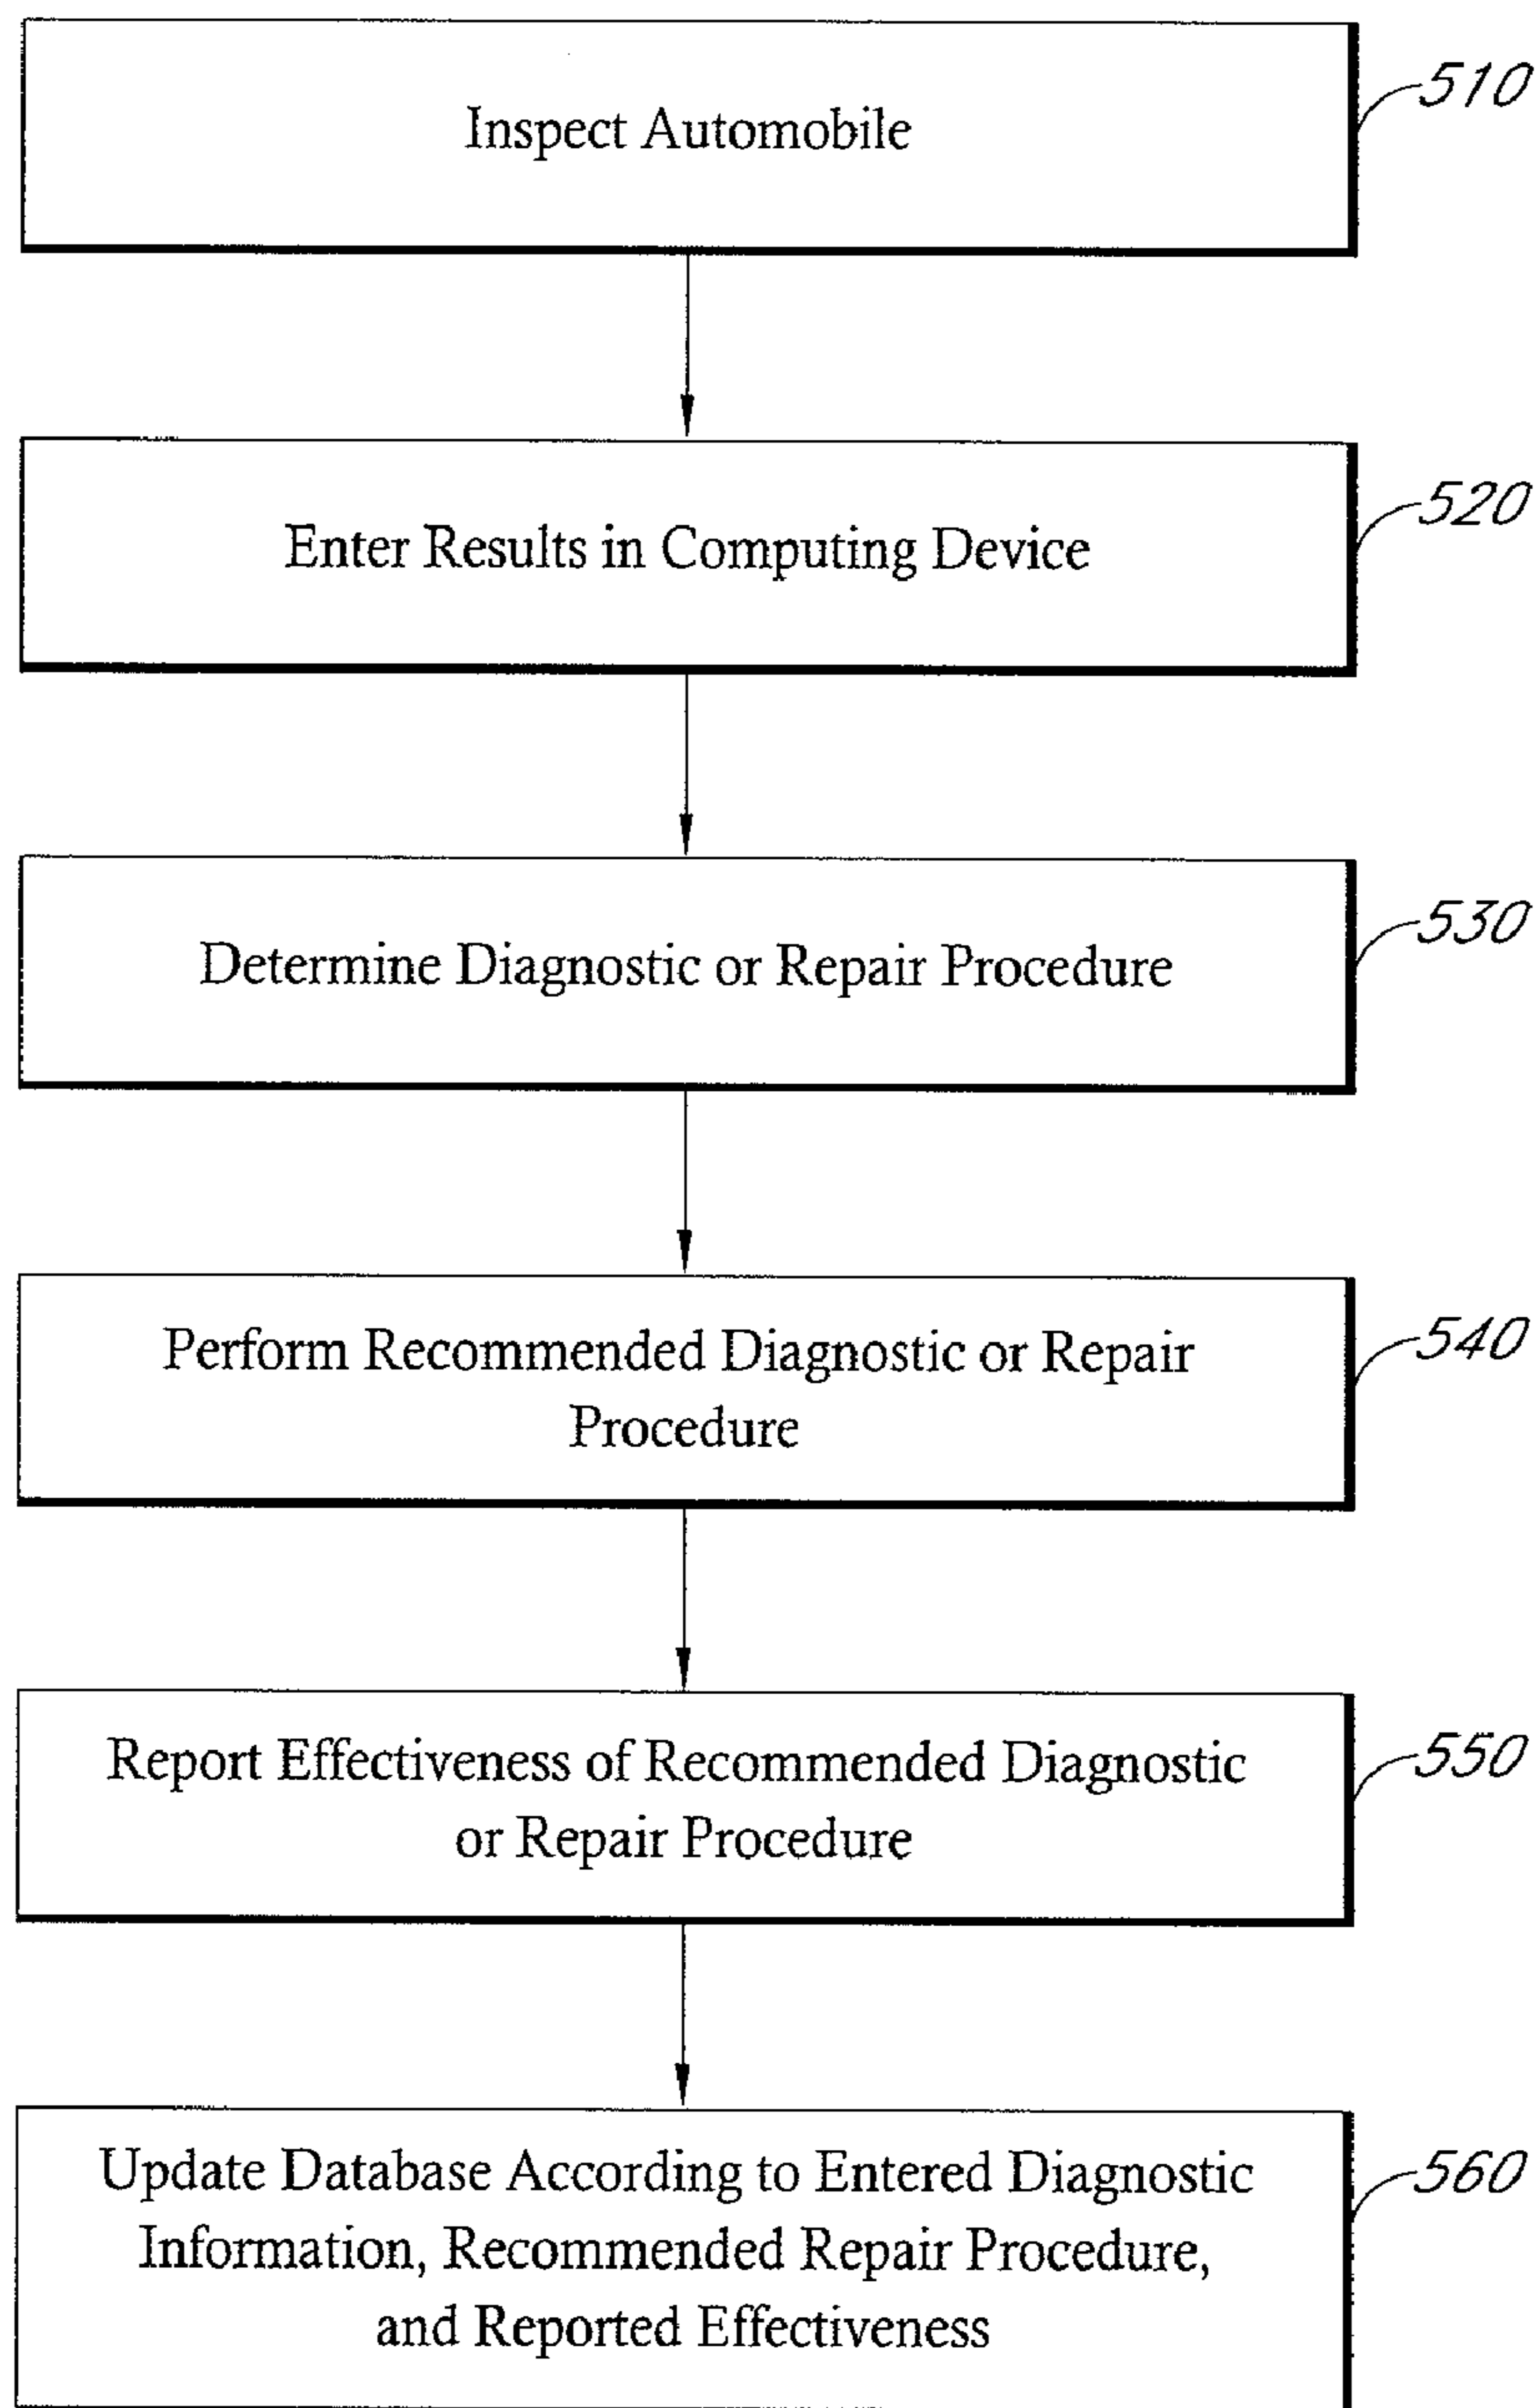 Inspect Automobile
510
Enter Results in Computing Device
520
Determine Diagnostic or Repair Procedure
530
Perform Recommended Diagnostic or Repair
Procedure
540
Report Effectiveness of Recommended Diagnostic
or Repair Procedure
550
Update Database According to Entered Diagnostic
Information, Recommended Repair Procedure,
and Reported Effectiveness
560